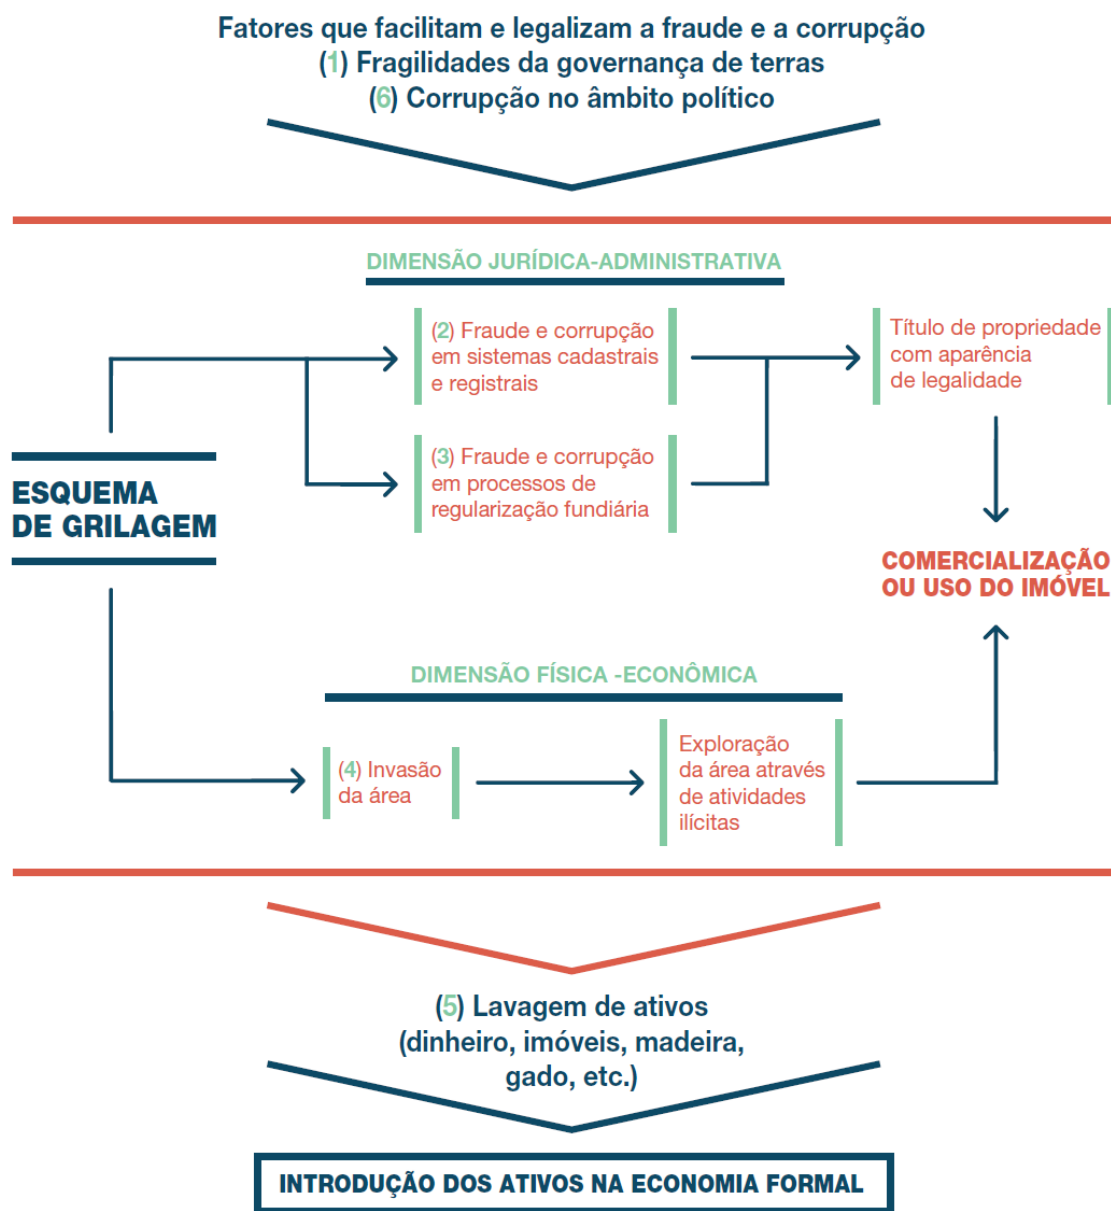 Fatores que facilitam e legalizam a fraude e a corrupção
(1) Fragilidades da governança de terras
(6) Corrupção no âmbito político
DIMENSÃO JURÍDICA-ADMINISTRATIVA
(2) Fraude e corrupção
em sistemas cadastrais
e registrais
Título de propriedade
com aparência
de legalidade
(3) Fraude e corrupção
em processos de
regularização fundiária
ESQUEMA
DE GRILAGEM
COMERCIALIZAÇÃO
OU USO DO IMÓVEL
DIMENSÃO FÍSICA -ECONÔMICA
(4) Invasão
da área
Exploração
da área através
de atividades
ilícitas
(5) Lavagem de ativos
(dinheiro, imóveis, madeira,
gado, etc.)
INTRODUÇÃO DOS ATIVOS NA ECONOMIA FORMAL